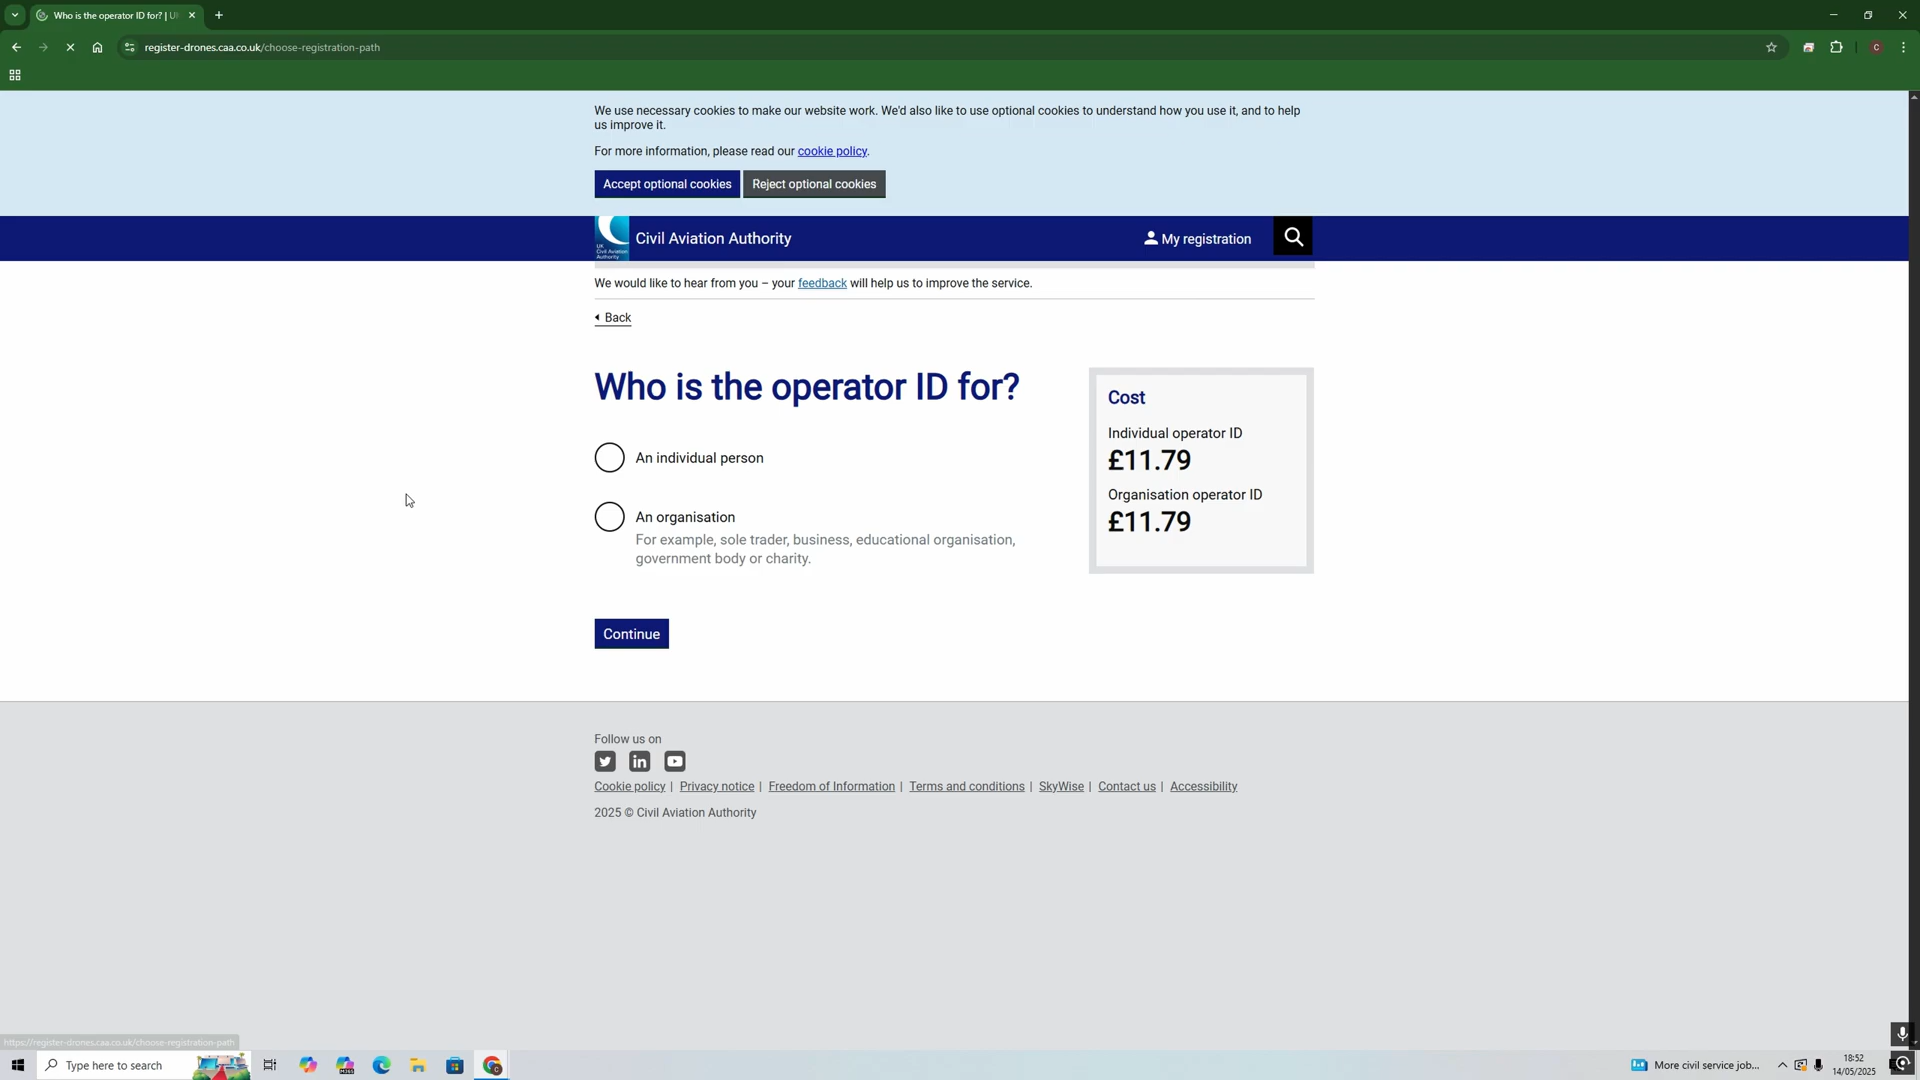 Who is the operator ID for? | U
register-drones.caa.co.uk/choose-registration-path
C
We use necessary cookies to make our website work. We'd also like to use optional cookies to understand how you use it, and to help
us improve it.
For more information, please read our cookie policy.
Accept optional cookies
Reject optional cookies
UK
Civil Aviation
Authority
Civil Aviation Authority
My registration
We would like to hear from you – your feedback will help us to improve the service.
Back
Who is the operator ID for?
An individual person
An organisation
For example, sole trader, business, educational organisation,
government body or charity.
Continue
Cost
Individual operator ID
£11.79
Organisation operator ID
£11.79
Follow us on
Cookie policy | Privacy notice | Freedom of Information | Terms and conditions | SkyWise | Contact us | Accessibility
2025 © Civil Aviation Authority
https://register-drones.caa.co.uk/choose-registration-path
Type here to search
M365
C
More civil service job...
18:52
14/05/2025